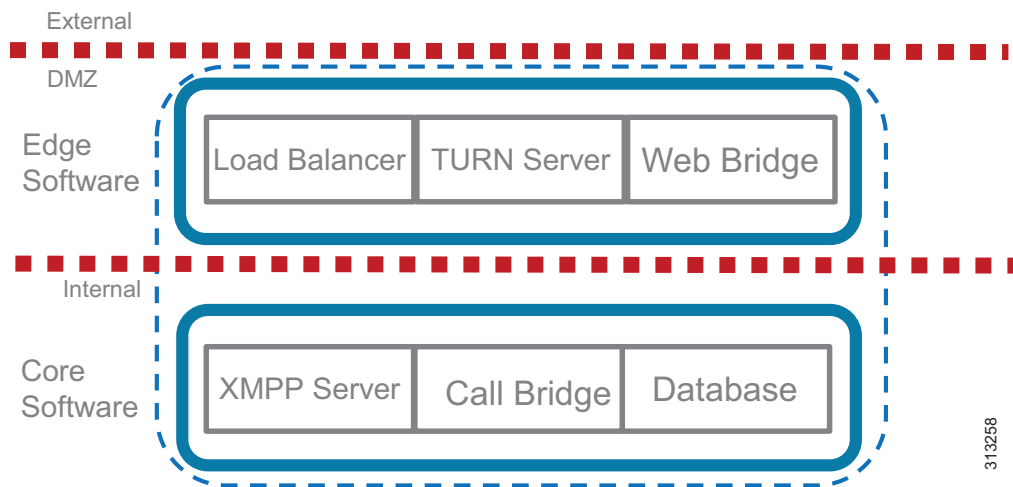 External
DMZ
Edge
Software
Load Balancer
TURN Server
Web Bridge
Internal
Core
Software
XMPP Server
Call Bridge
Database
313258